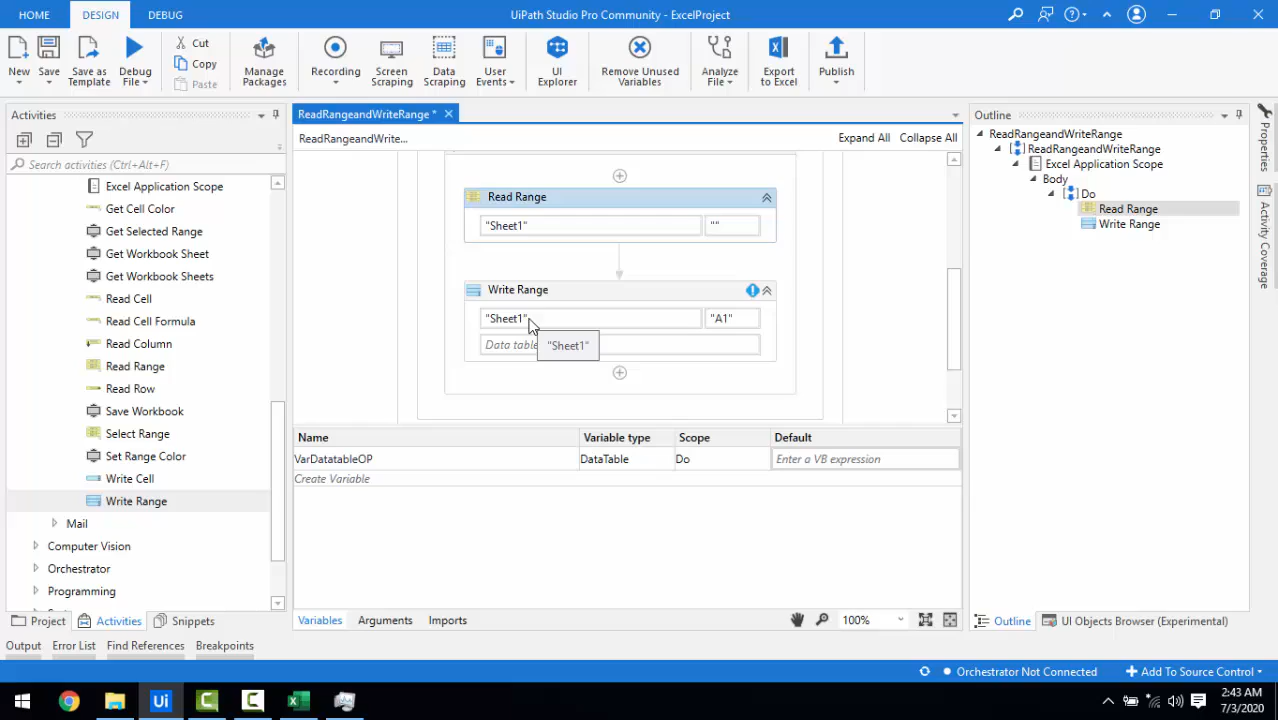 HOME
DESIGN
DEBUG
UiPath Studio Pro Community - ExcelProject
New
Save
Save as Template
Debug File
Cut
Copy
Paste
Manage Packages
Recording
Screen Scraping
Data Scraping
User Events
UI Explorer
Remove Unused Variables
Analyze File
Export to Excel
Publish
Activities
Search activities (Ctrl+Alt+F)
Excel Application Scope
Get Cell Color
Get Selected Range
Get Workbook Sheet
Get Workbook Sheets
Read Cell
Read Cell Formula
Read Column
Read Range
Read Row
Save Workbook
Select Range
Set Range Color
Write Cell
Write Range
Mail
Computer Vision
Orchestrator
Programming
Project
Activities
Snippets
ReadRangeandWriteRange *
ReadRangeandWrite...
Expand All
Collapse All
Read Range
"Sheet1"
""
Write Range
"Sheet1"
"A1"
Data table
"Sheet1"
Name
Variable type
Scope
Default
VarDatatableOP
DataTable
Do
Enter a VB expression
Create Variable
Variables
Arguments
Imports
100%
Outline
ReadRangeandWriteRange
ReadRangeandWriteRange
Excel Application Scope
Body
Do
Read Range
Write Range
Outline
UI Objects Browser (Experimental)
Properties
Activity Coverage
Output
Error List
Find References
Breakpoints
Orchestrator Not Connected
Add To Source Control
Ui
2:43 AM
7/3/2020